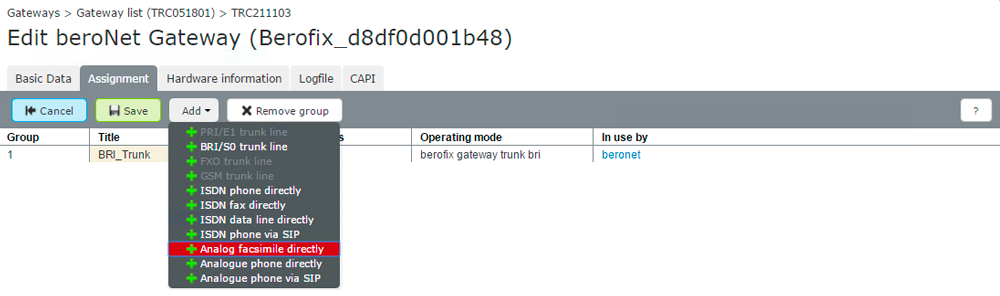 Gateways > Gateway list (TRC051801) > TRC211103
Edit beroNet Gateway (Berofix_d8df0d001b48)
Basic Data Assignment Hardware information Logfile CAPI
Cancel Save Add Remove group ?
Group Title s Operating mode In use by
1 BRI_Trunk berofix gateway trunk bri beronet
PRI/E1 trunk line
BRI/S0 trunk line
FXO trunk line
GSM trunk line
ISDN phone directly
ISDN fax directly
ISDN data line directly
ISDN phone via SIP
Analog facsimile directly
Analogue phone directly
Analogue phone via SIP